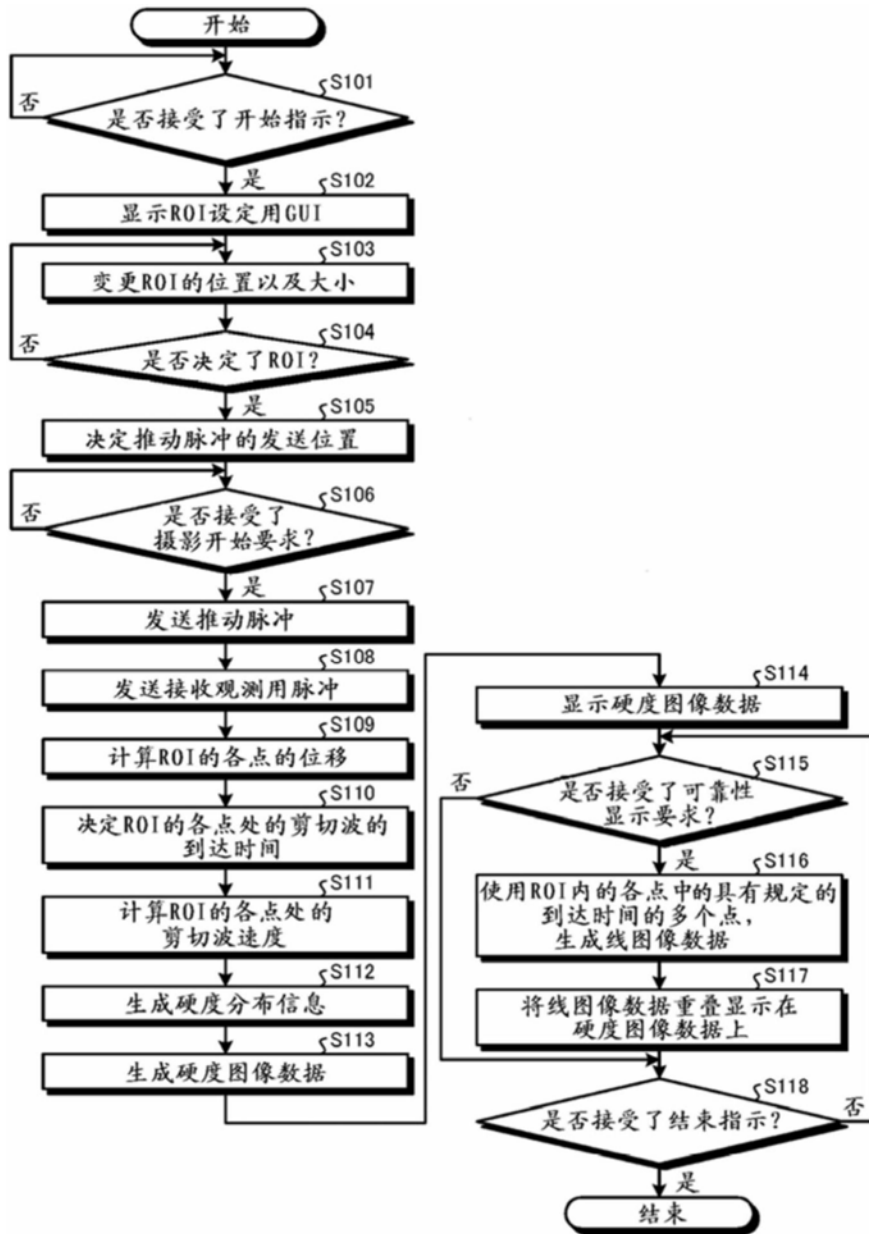 开始
S101
否
是否接受了开始指示?
是
S102
显示ROI设定用GUI
S103
变更ROI的位置以及大小
S104
否
是否决定了ROI?
是
S105
决定推动脉冲的发送位置
S106
否
是否接受了
摄影开始要求?
是
S107
发送推动脉冲
S108
发送接收观测用脉冲
S109
计算ROI的各点的位移
S110
决定ROI的各点处的剪切波的
到达时间
S111
计算ROI的各点处的
剪切波速度
S112
生成硬度分布信息
S113
生成硬度图像数据
S114
显示硬度图像数据
S115
否
是否接受了可靠性
显示要求?
是
S116
使用ROI内的各点中的具有规定的
到达时间的多个点,
生成线图像数据
S117
将线图像数据重叠显示在
硬度图像数据上
S118
是否接受了结束指示?
否
是
结束